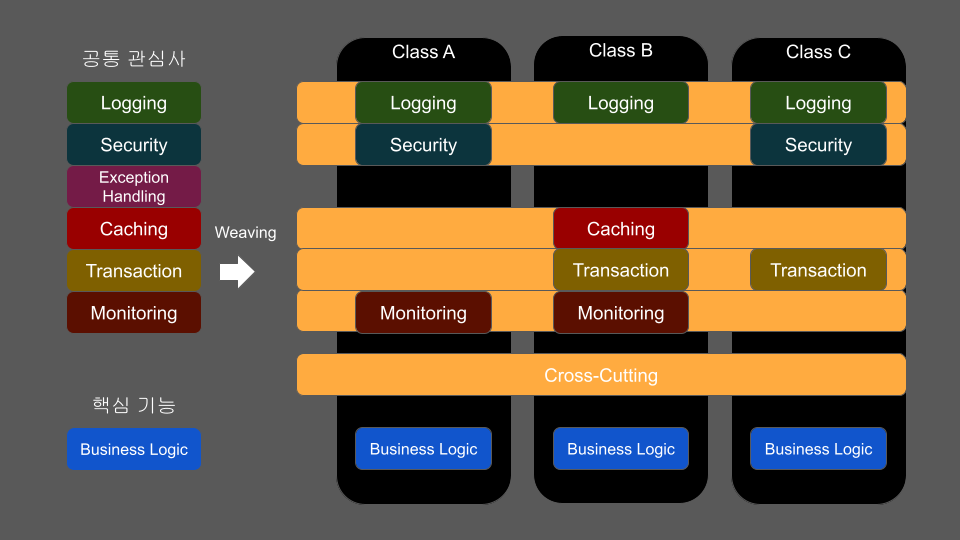 공통 관심사
Logging
Security
Exception
Handling
Caching
Transaction
Monitoring
핵심 기능
Business Logic
Weaving
Class A
Class B
Class C
Logging
Logging
Logging
Security
Security
Caching
Transaction
Transaction
Monitoring
Monitoring
Cross-Cutting
Business Logic
Business Logic
Business Logic